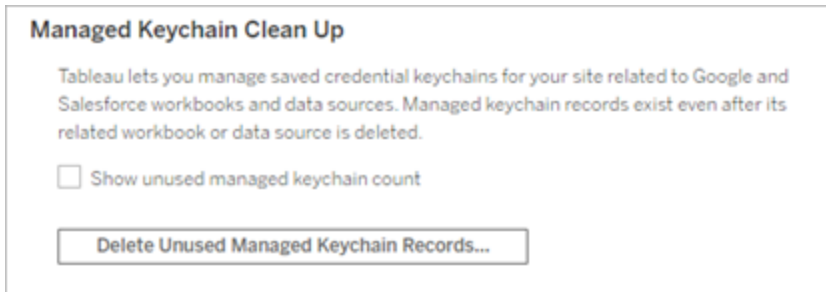 Managed Keychain Clean Up
Tableau lets you manage saved credential keychains for your site related to Google and
Salesforce workbooks and data sources. Managed keychain records exist even after its
related workbook or data source is deleted.
Show unused managed keychain count
Delete Unused Managed Keychain Records...